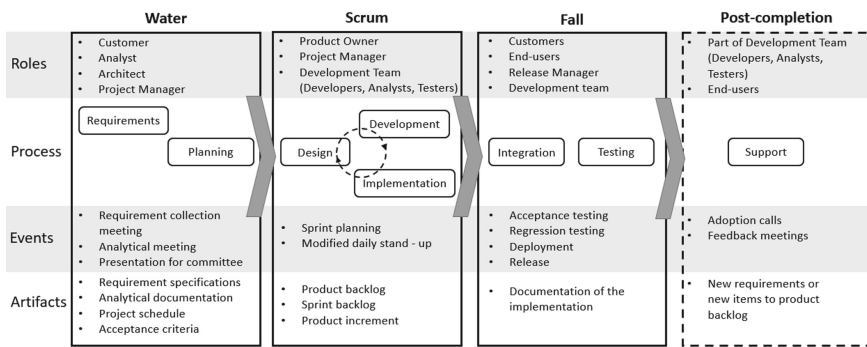 Water
Scrum
Fall
Post-completion
Roles
• Customer
• Analyst
• Architect
• Project Manager
• Product Owner
• Project Manager
• Development Team
(Developers, Analysts, Testers)
• Customers
• End-users
• Release Manager
• Development team
• Part of Development Team
(Developers, Analysts,
Testers)
• End-users
Process
Requirements
Planning
Design
Development
Implementation
Integration
Testing
Support
Events
• Requirement collection
meeting
• Analytical meeting
• Presentation for committee
• Sprint planning
• Modified daily stand - up
• Acceptance testing
• Regression testing
• Deployment
• Release
• Adoption calls
• Feedback meetings
Artifacts
• Requirement specifications
• Analytical documentation
• Project schedule
• Acceptance criteria
• Product backlog
• Sprint backlog
• Product increment
• Documentation of the
implementation
• New requirements or
new items to product
backlog